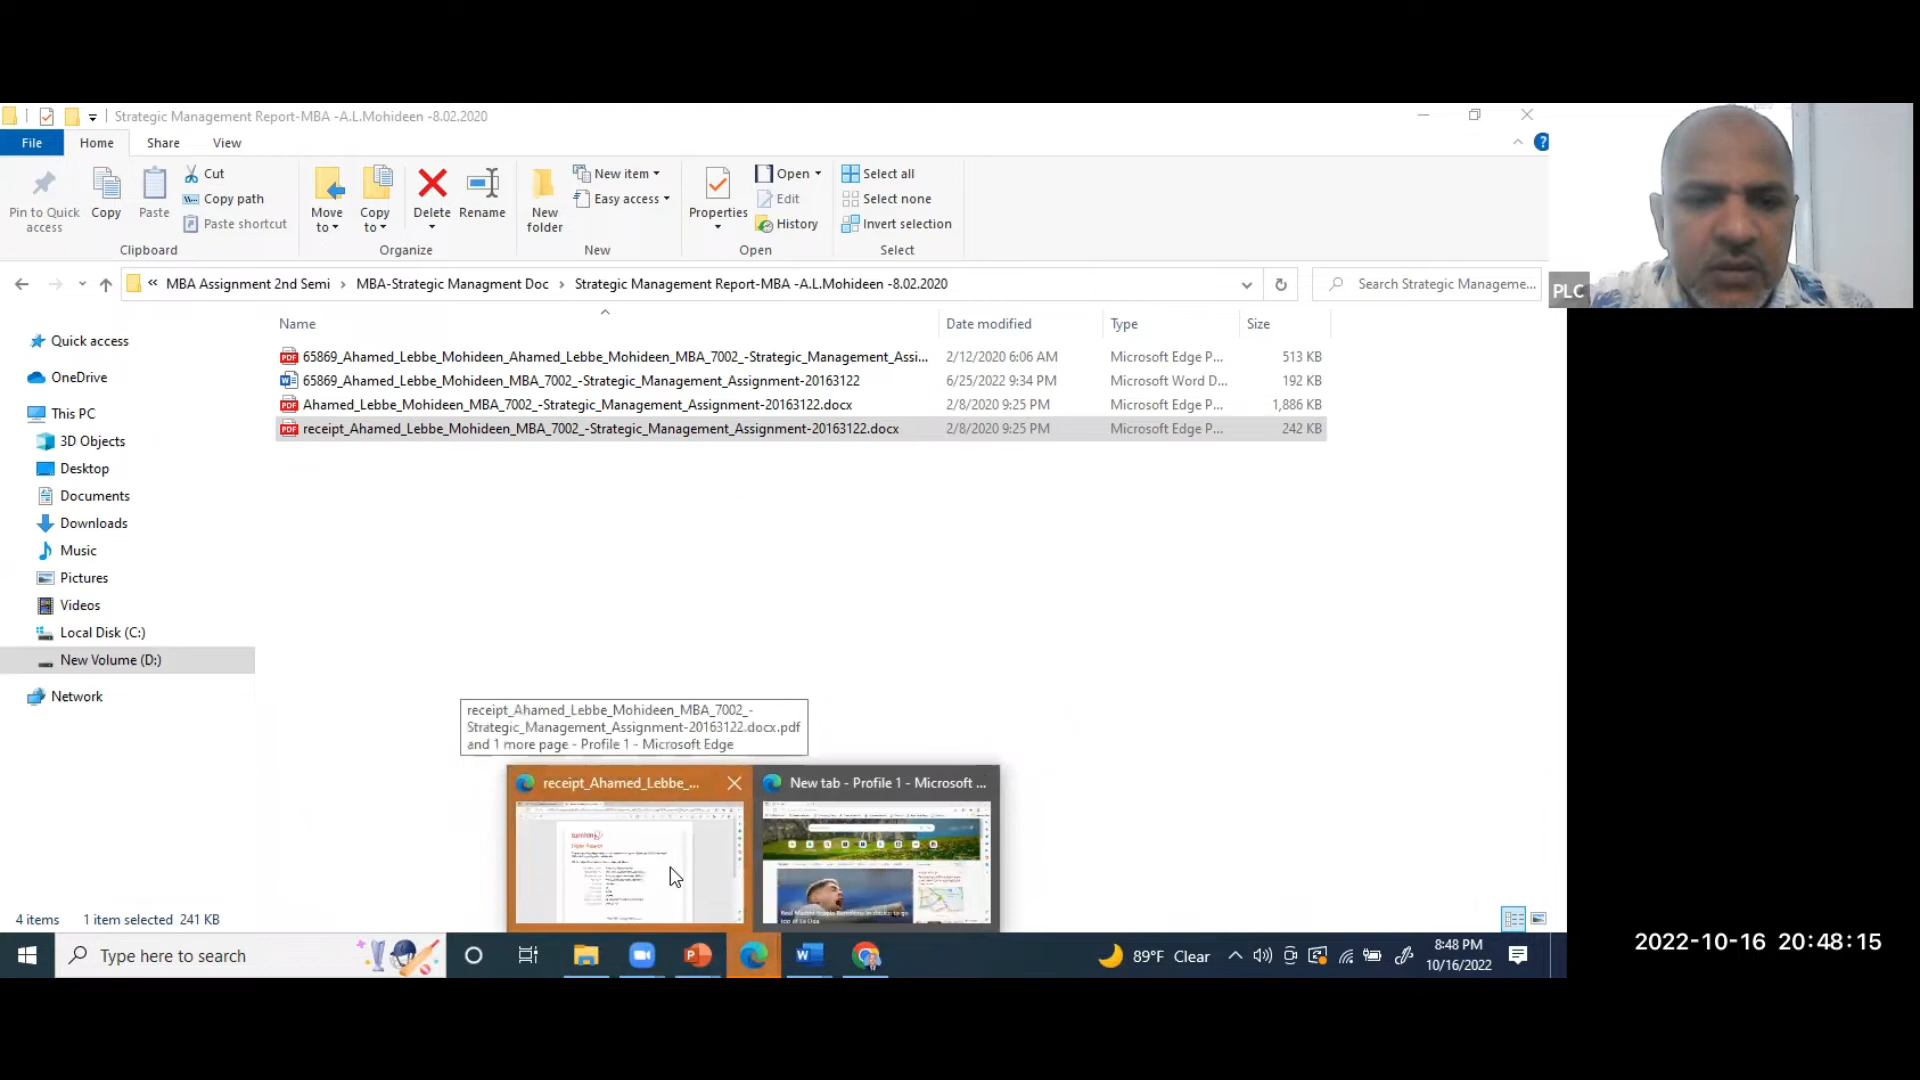 Strategic Management Report-MBA -A.L.Mohideen -8.02.2020
File Home Share View
Pin to Quick access
Copy
Paste
Cut
Copy path
Paste shortcut
Clipboard
Move to
Copy to
Delete
Rename
Organize
New folder
New item
Easy access
New
Properties
Open
Edit
History
Open
Select all
Select none
Invert selection
Select
« MBA Assignment 2nd Semi › MBA-Strategic Managment Doc › Strategic Management Report-MBA -A.L.Mohideen -8.02.2020
Search Strategic Manageme...
PLC
Name Date modified Type Size
65869_Ahamed_Lebbe_Mohideen_Ahamed_Lebbe_Mohideen_MBA_7002_-Strategic_Management_Assi... 2/12/2020 6:06 AM Microsoft Edge P... 513 KB
65869_Ahamed_Lebbe_Mohideen_MBA_7002_-Strategic_Management_Assignment-20163122 6/25/2022 9:34 PM Microsoft Word D... 192 KB
Ahamed_Lebbe_Mohideen_MBA_7002_-Strategic_Management_Assignment-20163122.docx 2/8/2020 9:25 PM Microsoft Edge P... 1,886 KB
receipt_Ahamed_Lebbe_Mohideen_MBA_7002_-Strategic_Management_Assignment-20163122.docx 2/8/2020 9:25 PM Microsoft Edge P... 242 KB
Quick access
OneDrive
This PC
3D Objects
Desktop
Documents
Downloads
Music
Pictures
Videos
Local Disk (C:)
New Volume (D:)
Network
receipt_Ahamed_Lebbe_Mohideen_MBA_7002_-
Strategic_Management_Assignment-20163122.docx.pdf
and 1 more page - Profile 1 - Microsoft Edge
receipt_Ahamed_Lebbe_...
New tab - Profile 1 - Microsoft ...
4 items 1 item selected 241 KB
Type here to search
89°F Clear
8:48 PM
10/16/2022
2022-10-16 20:48:15